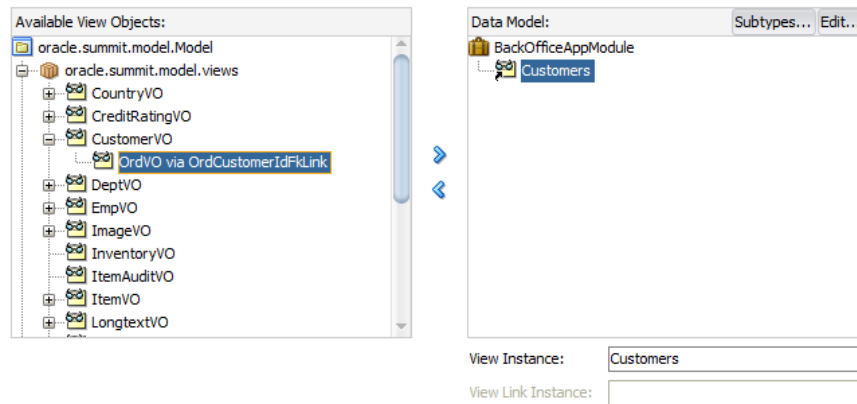 Available View Objects:
oracle.summit.model.Model
oracle.summit.model.views
CountryVO
CreditRatingVO
CustomerVO
OrdVO via OrdCustomerIdFkLink
DeptVO
EmpVO
ImageVO
InventoryVO
ItemAuditVO
ItemVO
LongtextVO
Data Model:
Subtypes... Edit...
BackOfficeAppModule
Customers
View Instance: Customers
View Link Instance: